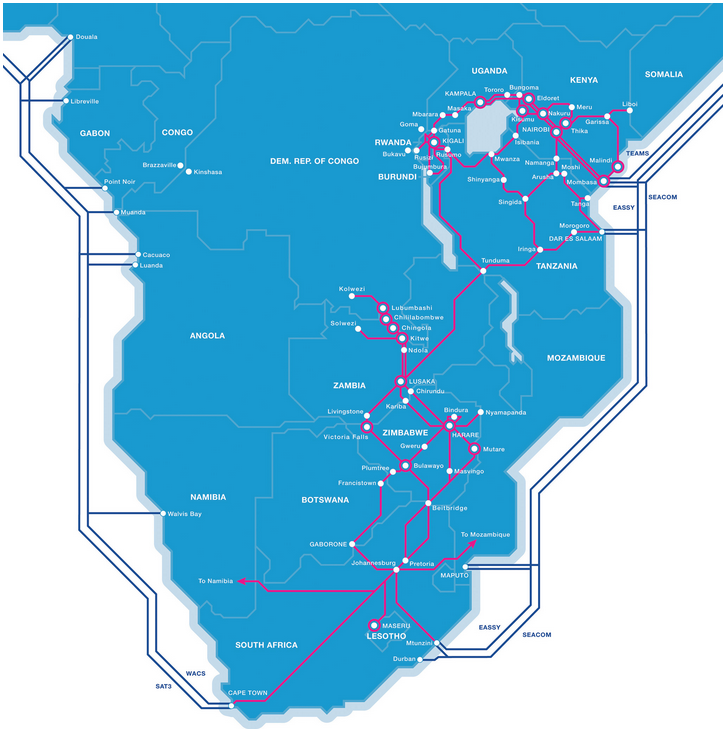 Douala
UGANDA
KENYA
SOMALIA
KAMPALA
Tororo
Bungoma
Eldoret
Libreville
Masaka
Meru
Liboi
Mbarara
Nakuru
Garissa
Goma
Kisumu
GABON
CONGO
Gatuna
NAIROBI
Thika
RWANDA
KIGALI
Isibania
Bukavu
Rusizi
Rusumo
TEAMS
DEM. REP. OF CONGO
Mwanza
Namanga
Malindi
Brazzaville
Bujumbura
Moshi
Kinshasa
BURUNDI
Shinyanga
Arusha
Mombasa
Point Noir
SEACOM
Singida
Tanga
EASSY
Muanda
Morogoro
DAR ES SALAAM
Cacuaco
Iringa
Luanda
Tunduma
TANZANIA
Kolwezi
Lubumbashi
Chililabombwe
Solwezi
Chingola
ANGOLA
Kitwe
Ndola
MOZAMBIQUE
ZAMBIA
LUSAKA
Chirundu
Kariba
Livingstone
Bindura
Nyamapanda
Victoria Falls
ZIMBABWE
HARARE
Gweru
Mutare
Plumtree
Bulawayo
Masvingo
Francistown
NAMIBIA
BOTSWANA
Beitbridge
Walvis Bay
To Mozambique
GABORONE
Johannesburg
Pretoria
MAPUTO
To Namibia
MASERU
EASSY
LESOTHO
SEACOM
SOUTH AFRICA
Mtunzini
Durban
WACS
SAT3
CAPE TOWN